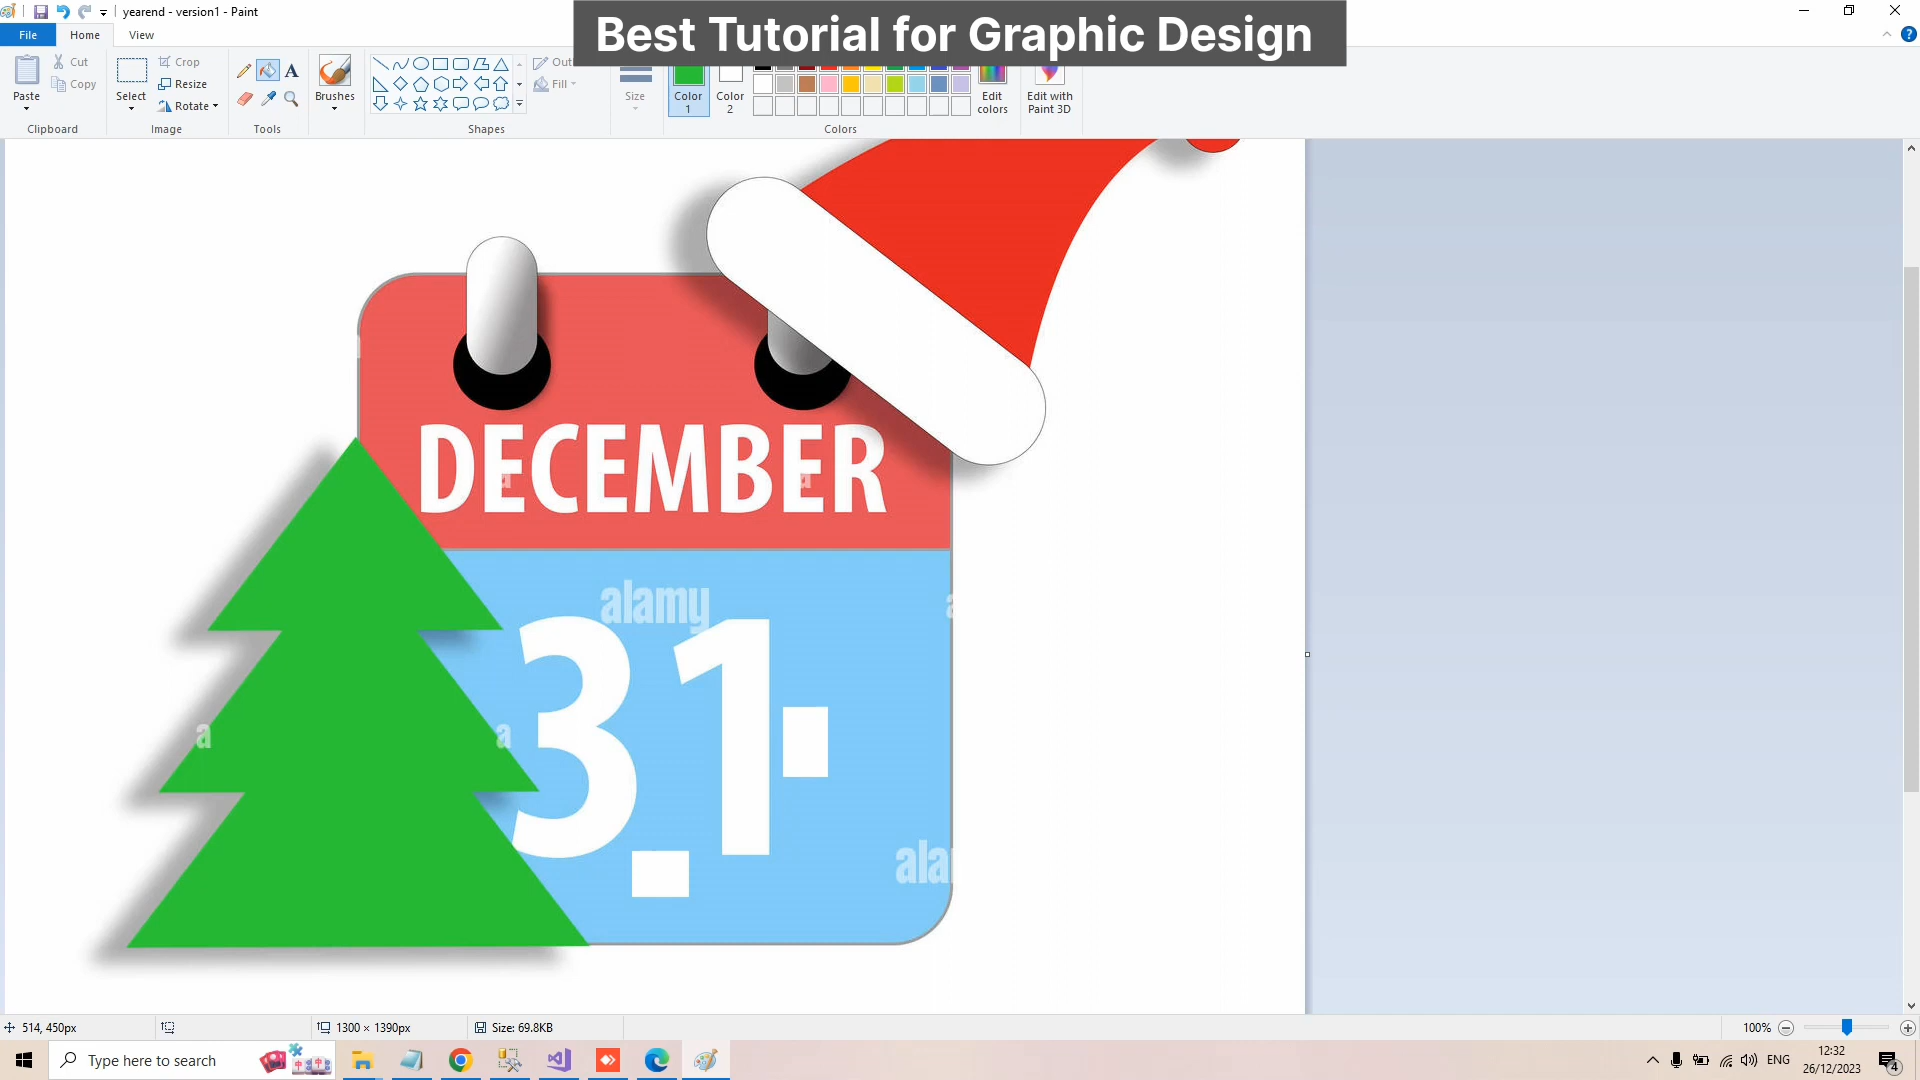 yearend - version1 - Paint
Best Tutorial for Graphic Design
File
Home
View
Paste
Cut
Copy
Clipboard
Select
Crop
Resize
Rotate
Image
A
Tools
Brushes
Out
Fill
Shapes
Size
Color
1
Color
2
Colors
Edit
colors
Edit with
Paint 3D
?
DECEMBER
a
a
alamy
a
31
a
a
ala
514, 450px
1300 × 1390px
Size: 69.8KB
100%
Type here to search
ENG
12:32
26/12/2023
4